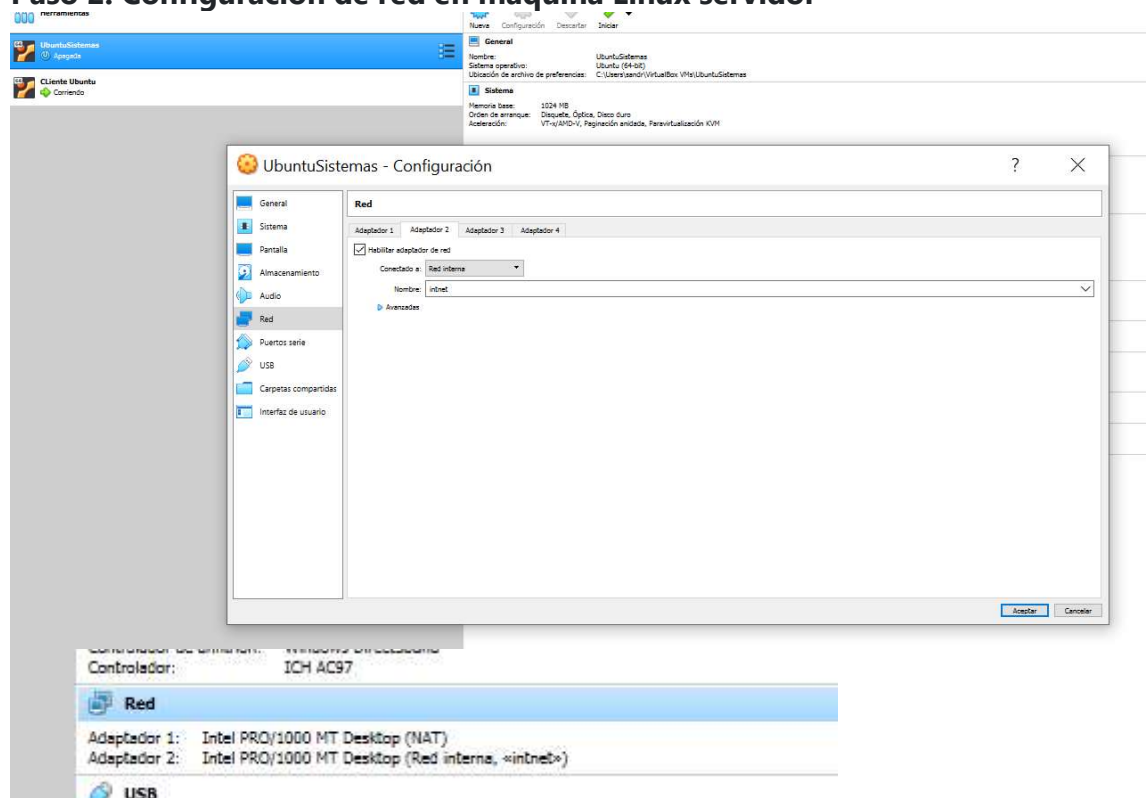 Paso 2. Configuración de red en máquina Linux servidor
Herramientas
Nueva Configuración Descartar Iniciar
UbuntuSistemas
Apagada
CLiente Ubuntu
Corriendo
General
Nombre: UbuntuSistemas
Sistema operativo: Ubuntu (64-bit)
Ubicación de archivo de preferencias: C:\Users\sandr\VirtualBox VMs\UbuntuSistemas
Sistema
Memoria base: 1024 MB
Orden de arranque: Disquete, Óptica, Disco duro
Aceleración: VT-x/AMD-V, Paginación anidada, Paravirtualización KVM
UbuntuSistemas - Configuración ?
General
Sistema
Pantalla
Almacenamiento
Audio
Red
Puertos serie
USB
Carpetas compartidas
Interfaz de usuario
Red
Adaptador 1 Adaptador 2 Adaptador 3 Adaptador 4
Habilitar adaptador de red
Conectado a: Red interna
Nombre: intnet
Avanzadas
Aceptar Cancelar
Controlador: ICH AC97
Red
Adaptador 1: Intel PRO/1000 MT Desktop (NAT)
Adaptador 2: Intel PRO/1000 MT Desktop (Red interna, «intnet»)
USB